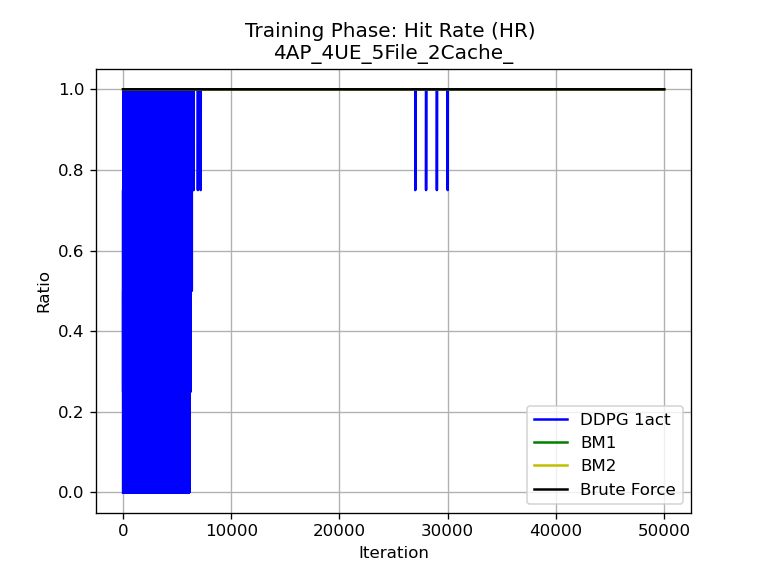 Training Phase: Hit Rate (HR)
4AP_4UE_5File_2Cache_
1.0
0.8
0.6
0.4
0.2
0.0
Ratio
0
10000
20000
30000
40000
50000
Iteration
DDPG 1act
BM1
BM2
Brute Force